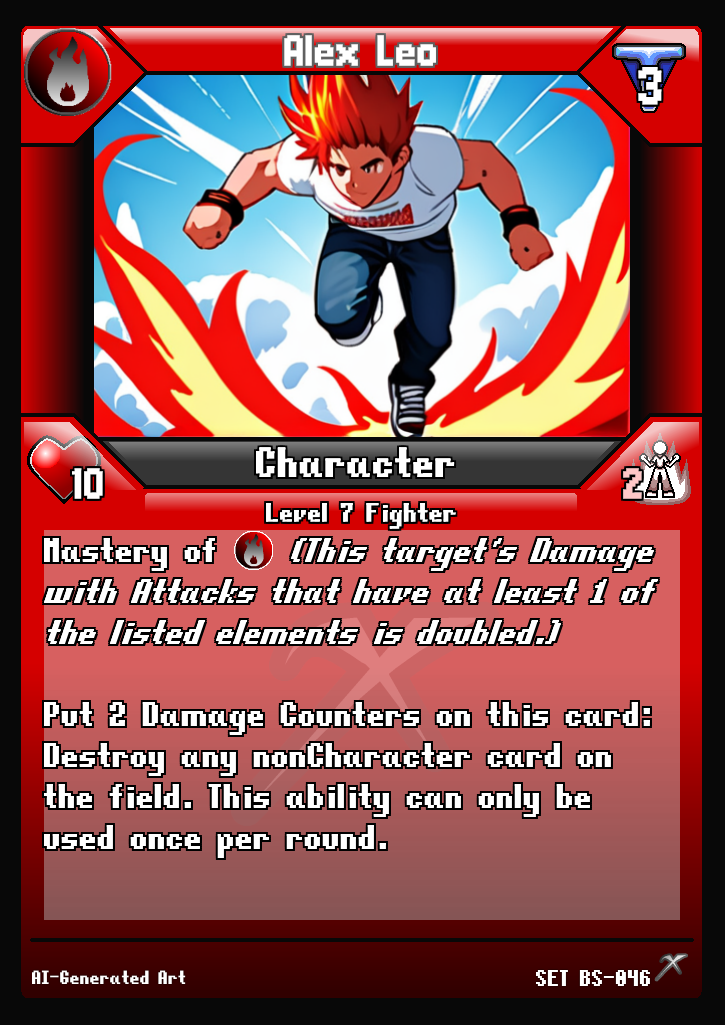 Alex Leo
3
Character
10
2
Level 7 Fighter
Mastery of (This target's Damage
with Attacks that have at least 1 of
the listed elements is doubled.)
Put 2 Damage Counters on this card:
Destroy any nonCharacter card on
the field. This ability can only be
used once per round.
AI-Generated Art
SET BS-046